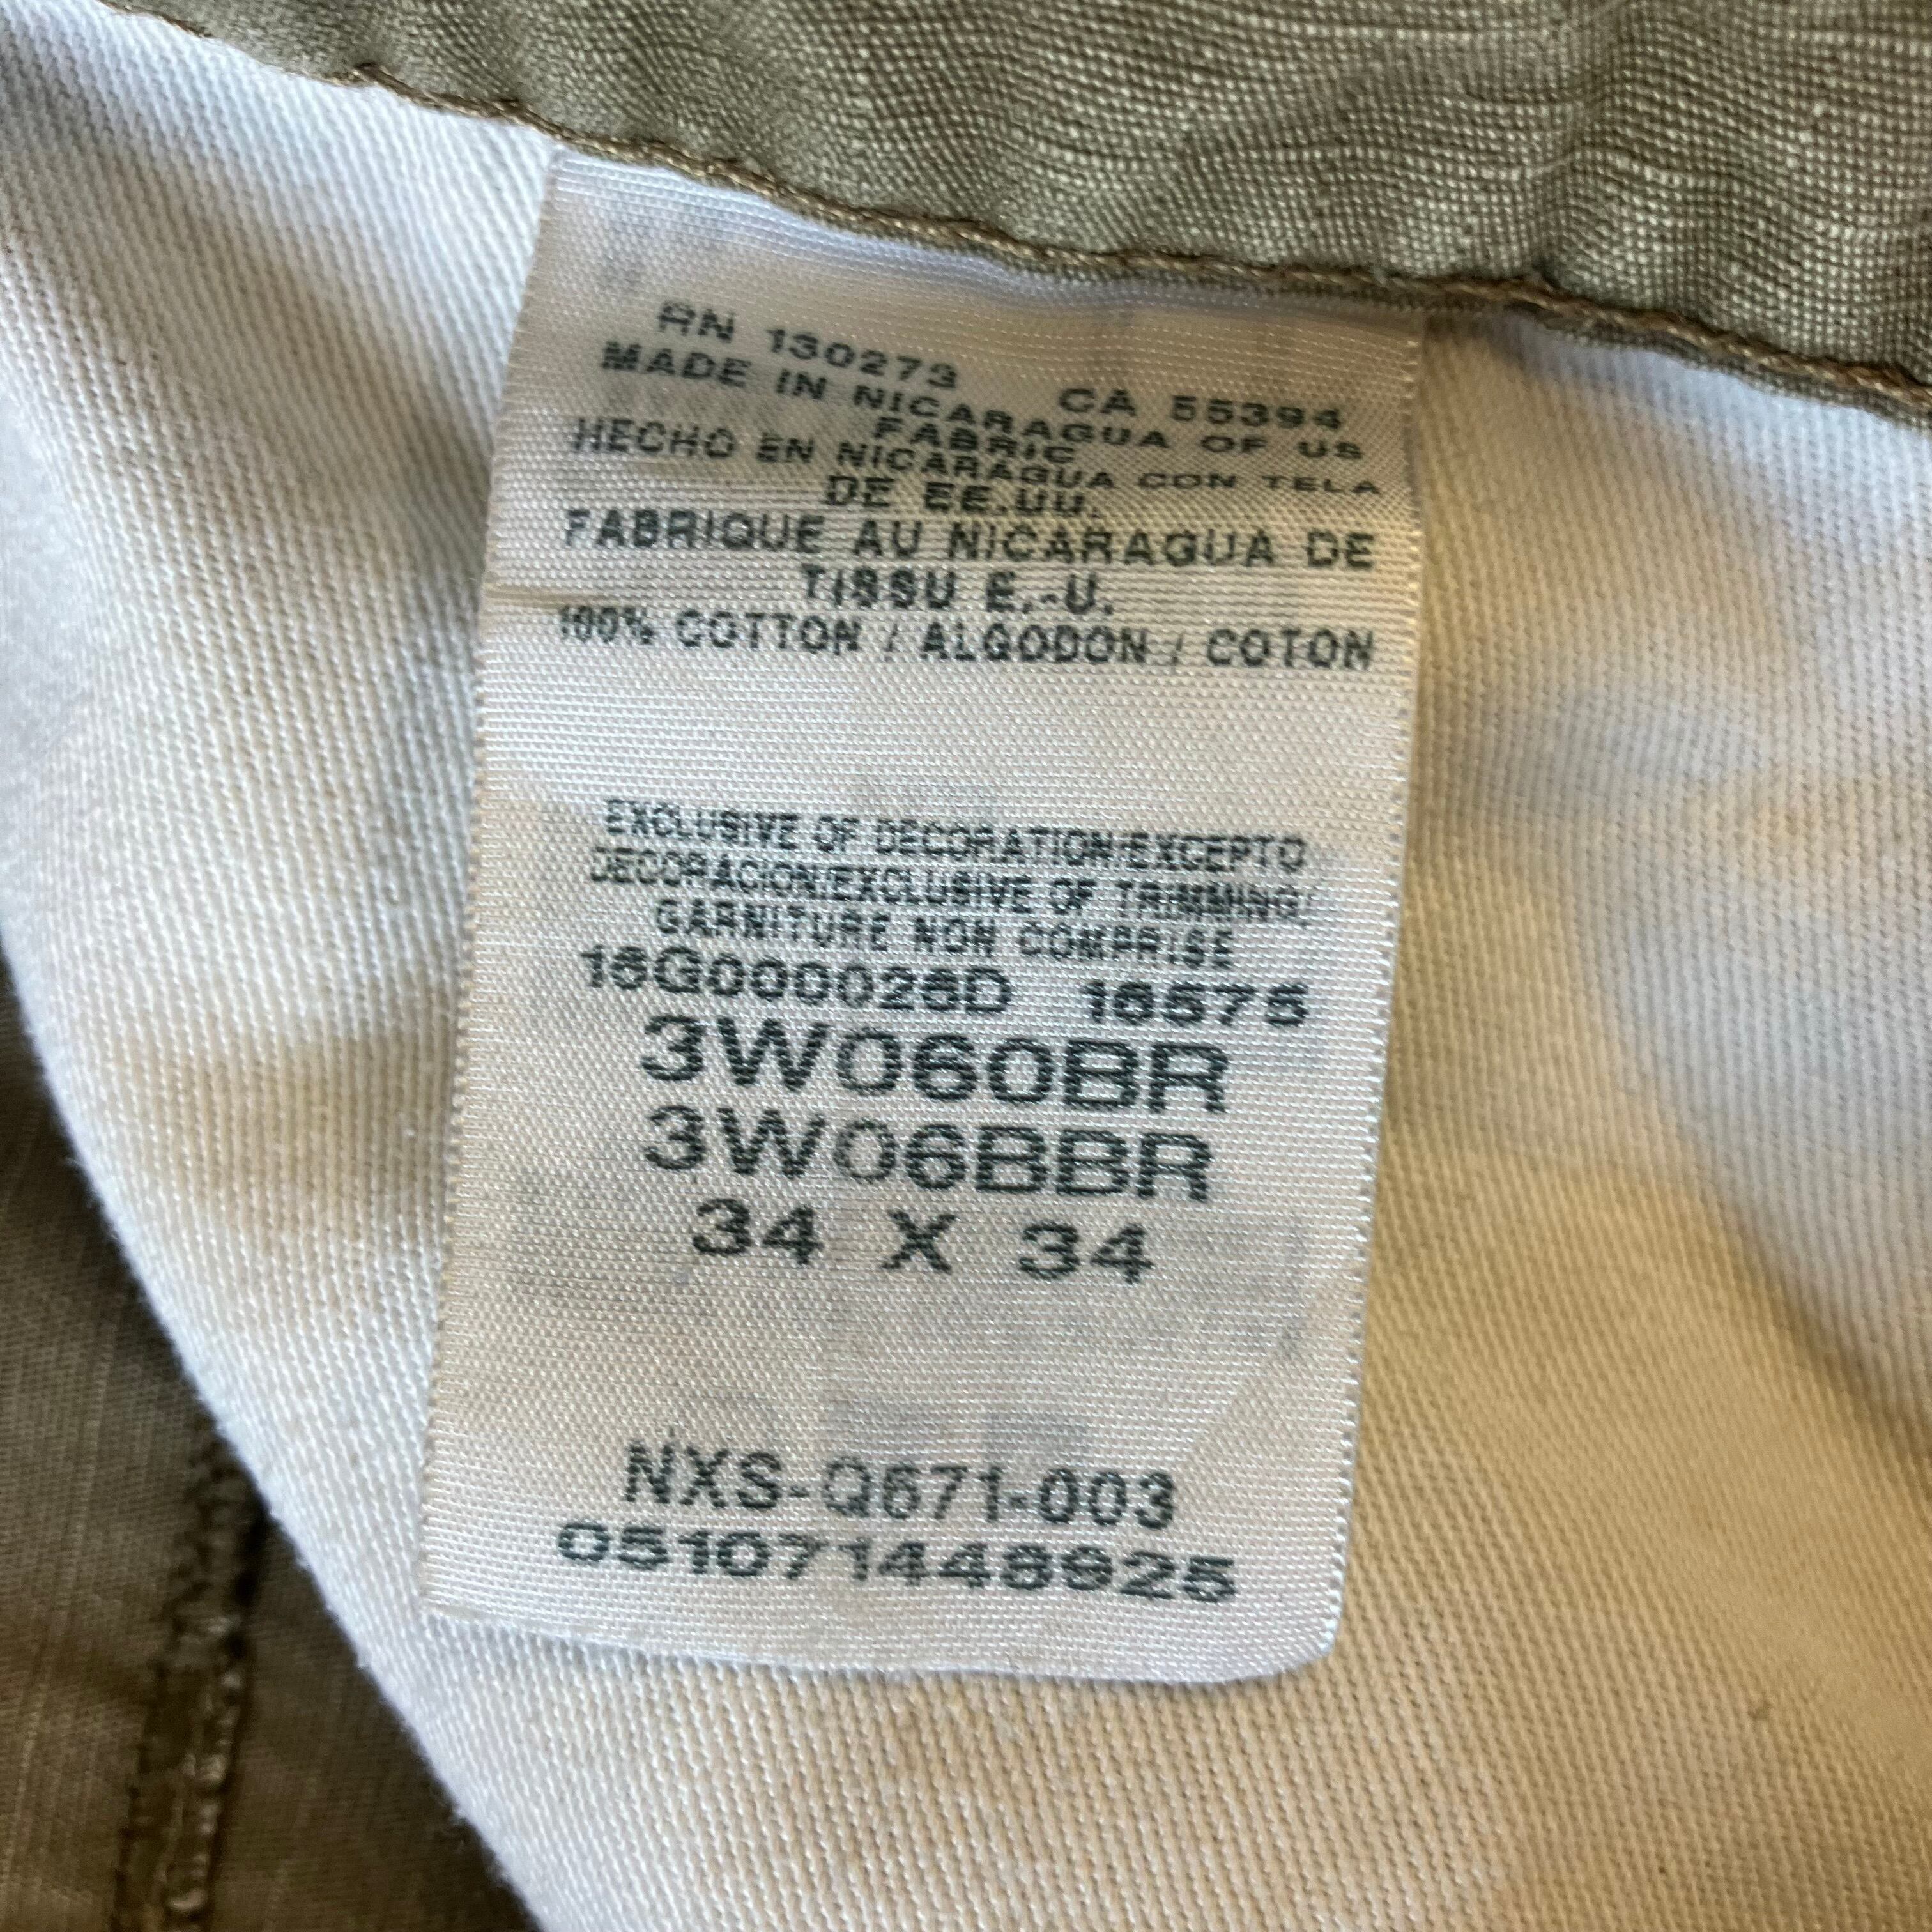 RN 130273 CA 55394
MADE IN NICARAGUA OF US
FABRIC
HECHO EN NICARAGUA CON TELA
DE EE.UU.
FABRIQUE AU NICARAGUA DE
TISSU E.-U.
100% COTTON / ALGODON / COTON
EXCLUSIVE OF DECORATION/EXCEPTO
DECORACION/EXCLUSIVE OF TRIMMING/
GARNITURE NON COMPRISE
16G000026D 16575
3W060BR
3W06BBR
34 X 34
NXS-Q571-003
051071448925